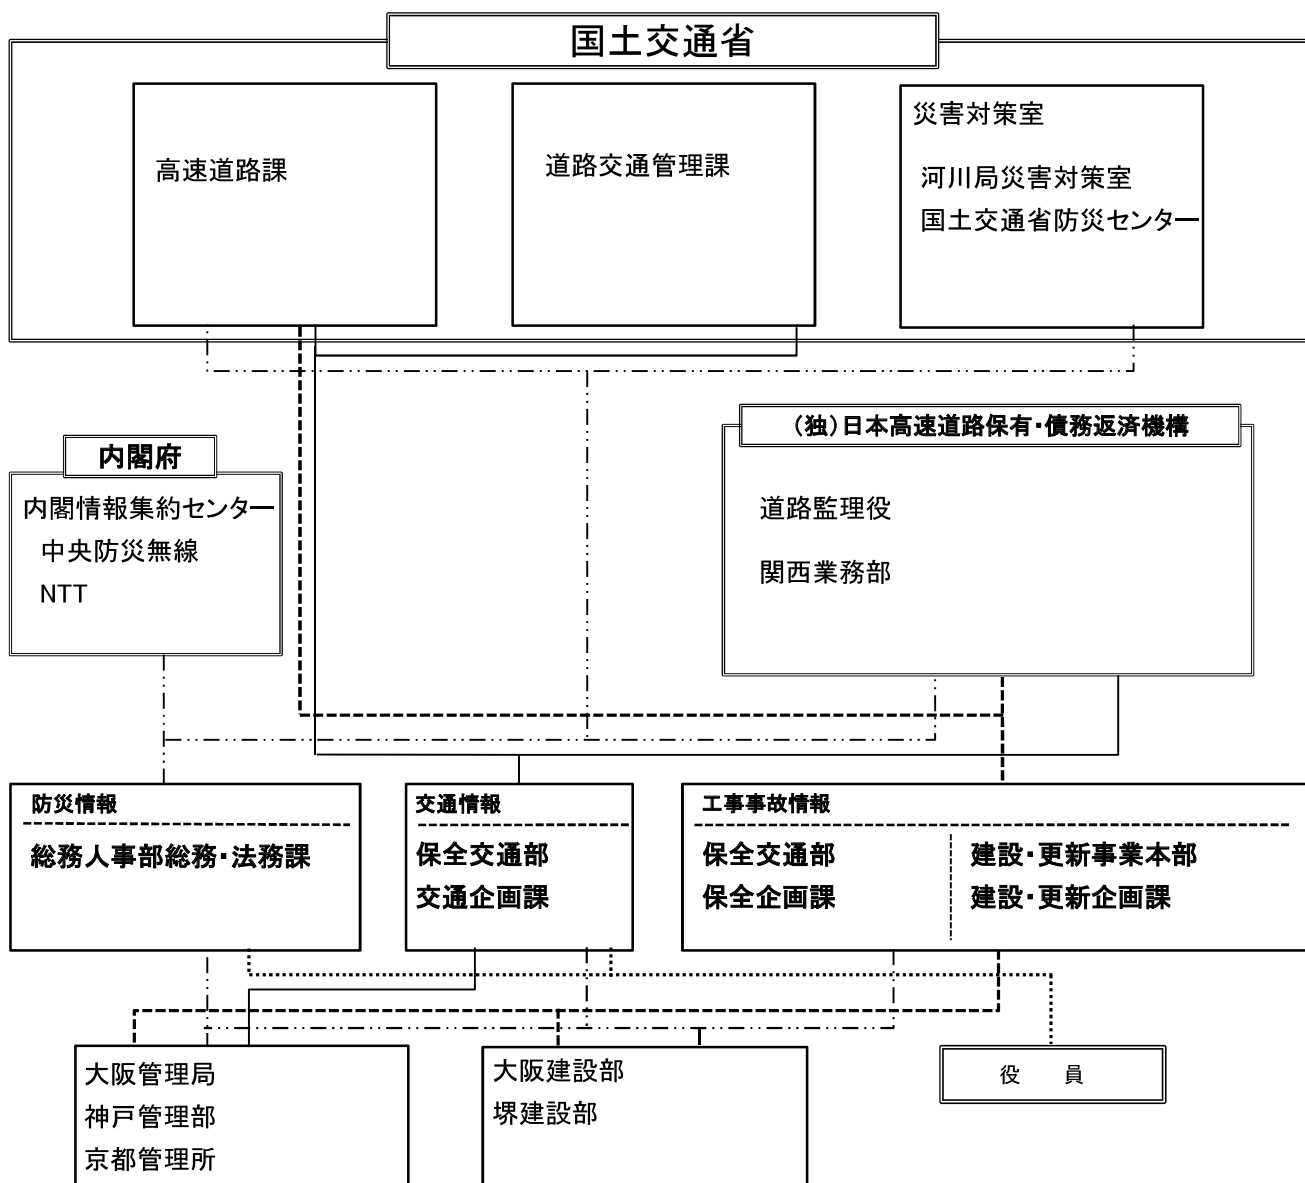 国土交通省
高速道路課
道路交通管理課
災害対策室
河川局災害対策室
国土交通省防災センター
(独)日本高速道路保有・債務返済機構
道路監理役
関西業務部
内閣府
内閣情報集約センター
中央防災無線
NTT
防災情報
総務人事部総務・法務課
交通情報
保全交通部
交通企画課
工事事故情報
保全交通部
保全企画課
建設・更新事業本部
建設・更新企画課
大阪管理局
神戸管理部
京都管理所
大阪建設部
堺建設部
役　員